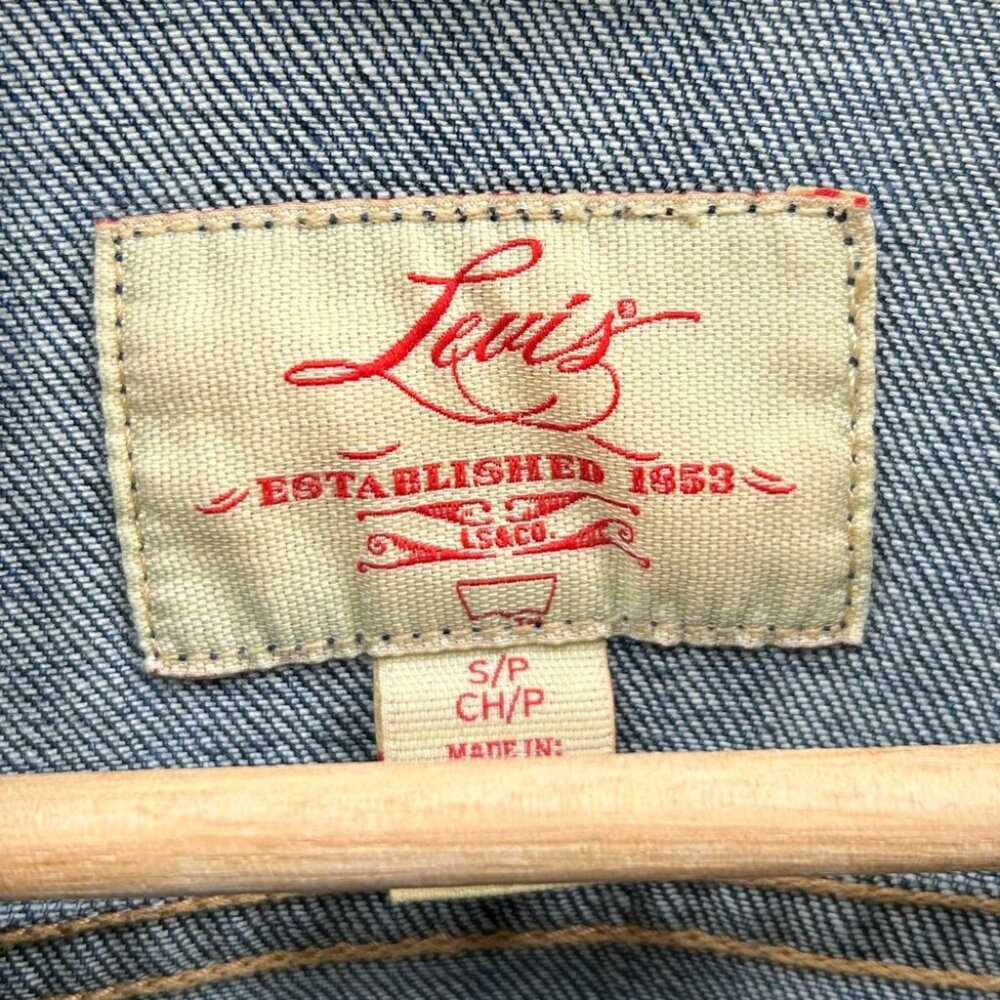 Levi's®
ESTABLISHED 1853
LS&CO.
S/P
CH/P
MADE IN: